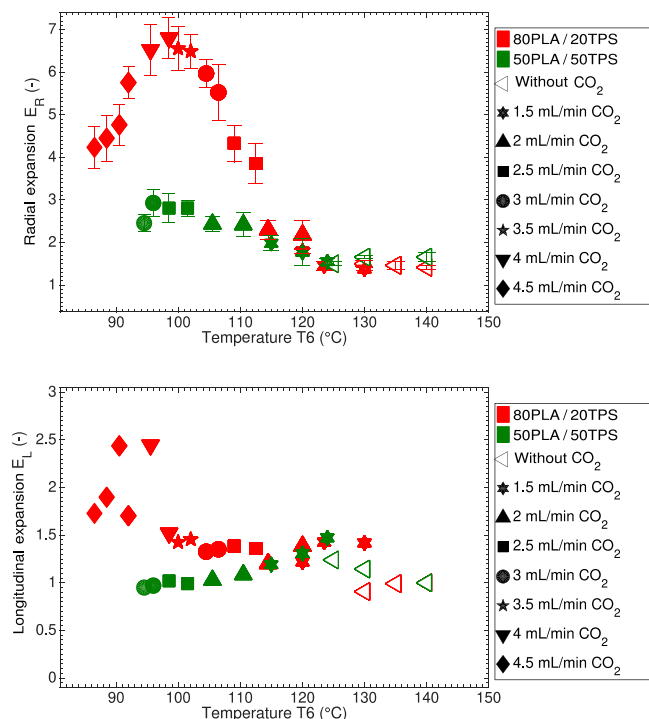 7
6
5
4
3
2
1
Radial expansion E_R (-)
90 100 110 120 130 140 150
Temperature T6 (°C)
80PLA / 20TPS
50PLA / 50TPS
Without CO₂
1.5 mL/min CO₂
2 mL/min CO₂
2.5 mL/min CO₂
3 mL/min CO₂
3.5 mL/min CO₂
4 mL/min CO₂
4.5 mL/min CO₂
3
2.5
2
1.5
1
0.5
0
Longitudinal expansion E_L (-)
90 100 110 120 130 140 150
Temperature T6 (°C)
80PLA / 20TPS
50PLA / 50TPS
Without CO₂
1.5 mL/min CO₂
2 mL/min CO₂
2.5 mL/min CO₂
3 mL/min CO₂
3.5 mL/min CO₂
4 mL/min CO₂
4.5 mL/min CO₂